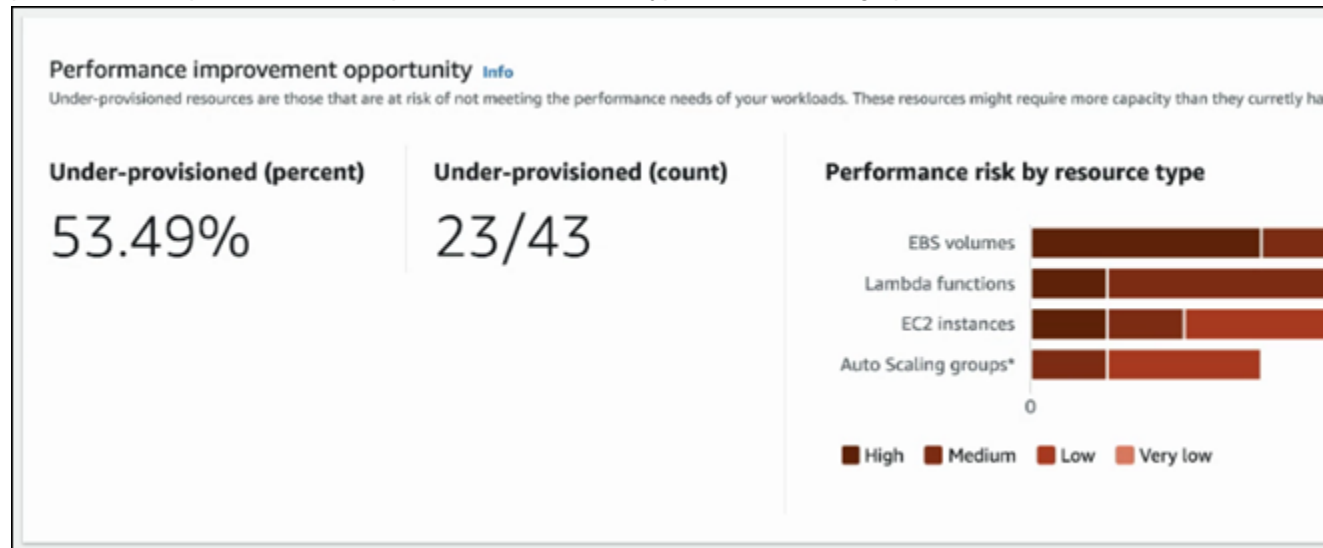 Performance improvement opportunity Info
Under-provisioned resources are those that are at risk of not meeting the performance needs of your workloads. These resources might require more capacity than they curretly ha
Under-provisioned (percent)
53.49%
Under-provisioned (count)
23/43
Performance risk by resource type
EBS volumes
Lambda functions
EC2 instances
Auto Scaling groups*
0
High Medium Low Very low